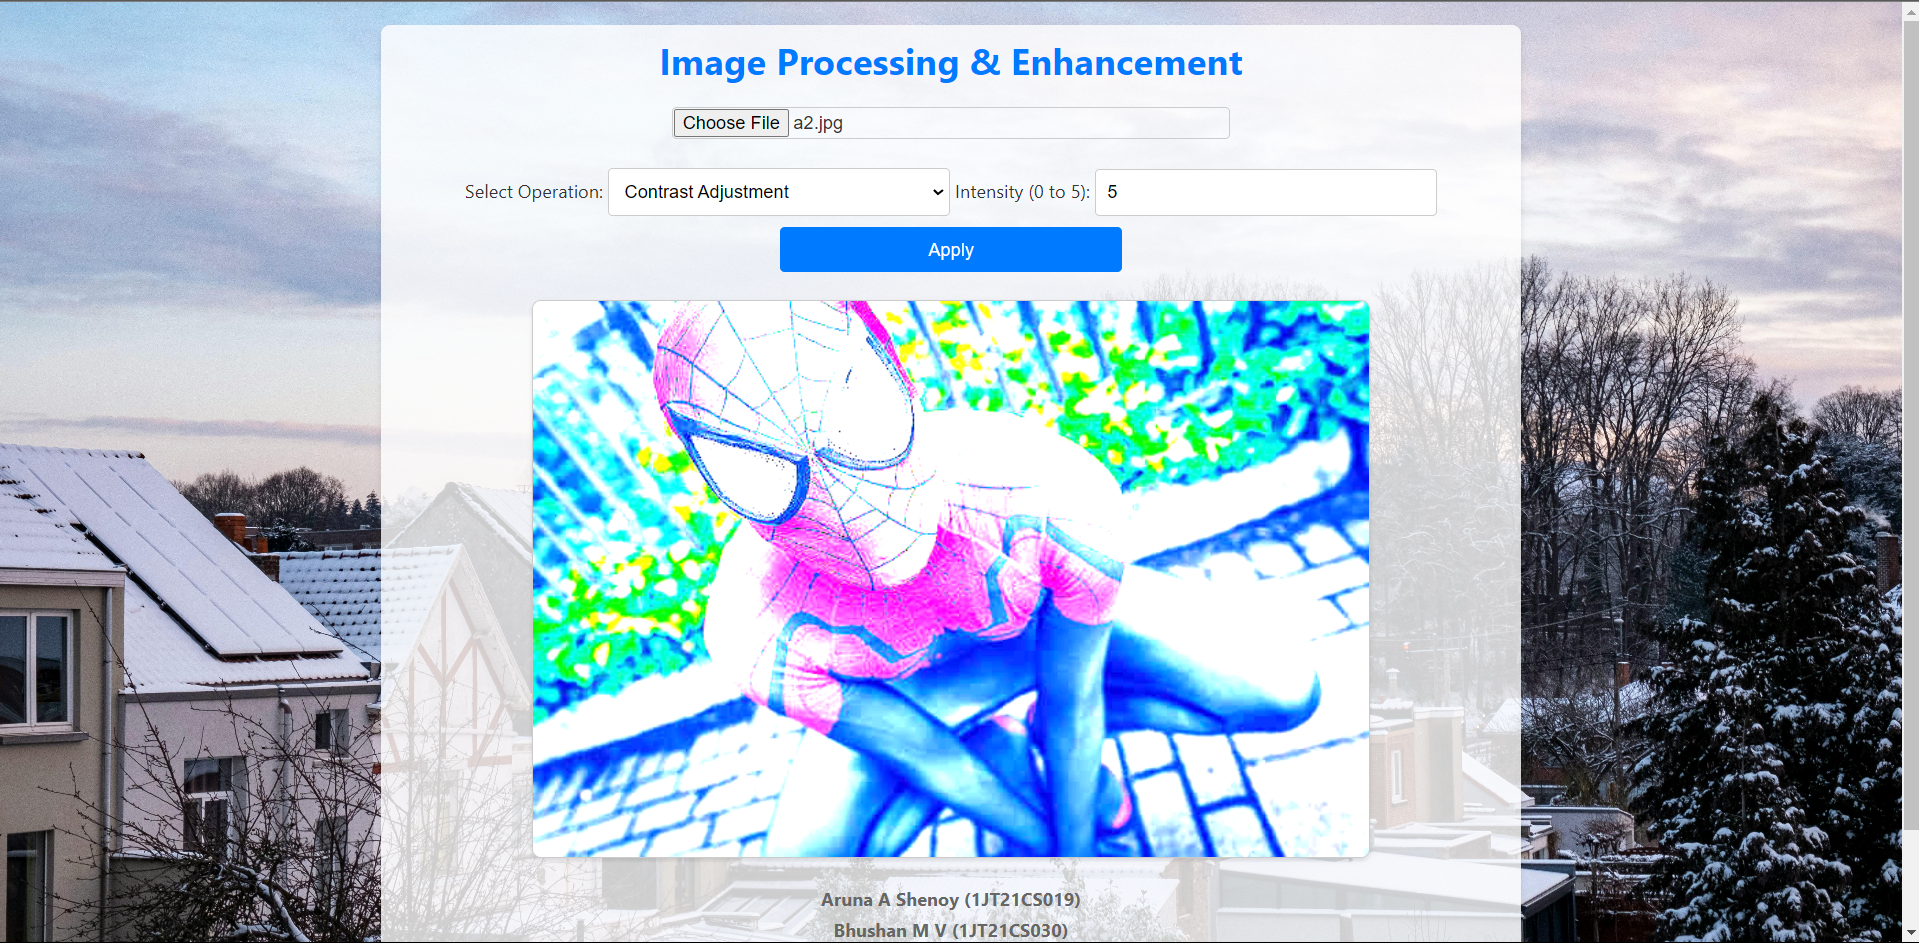 Image Processing & Enhancement
Choose File a2.jpg
Select Operation: Contrast Adjustment Intensity (0 to 5): 5
Apply
Aruna A Shenoy (1JT21CS019)
Bhushan M V (1JT21CS030)